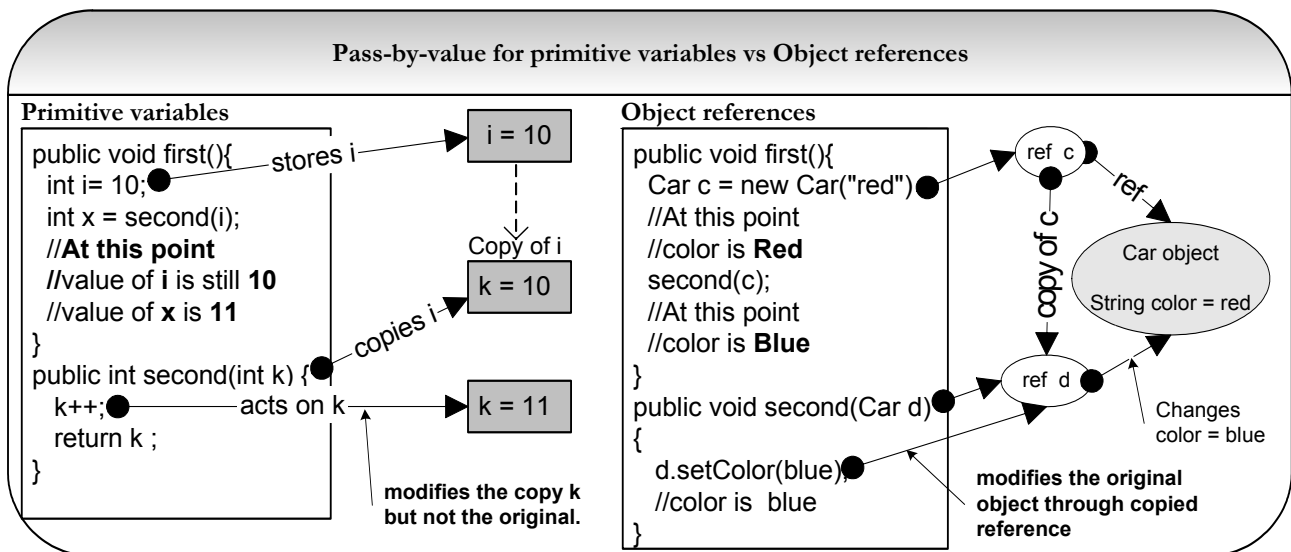 Pass-by-value for primitive variables vs Object references
Primitive variables
public void first(){
int i= 10;
int x = second(i);
//At this point
//value of i is still 10
//value of x is 11
}
public int second(int k) {
k++;
return k ;
}
stores i
i = 10
Copy of i
k = 10
copies i
acts on k
k = 11
modifies the copy k
but not the original.
Object references
public void first(){
Car c = new Car("red")
//At this point
//color is Red
second(c);
//At this point
//color is Blue
}
public void second(Car d)
{
d.setColor(blue);
//color is blue
}
ref c
ref
copy of c
Car object
String color = red
ref d
Changes
color = blue
modifies the original
object through copied
reference